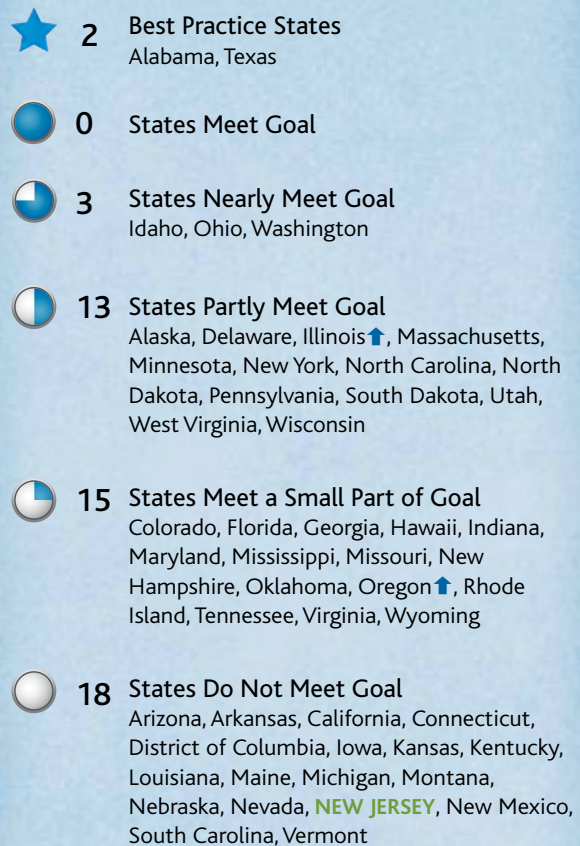 2 Best Practice States
Alabama, Texas
0 States Meet Goal
3 States Nearly Meet Goal
Idaho, Ohio, Washington
13 States Partly Meet Goal
Alaska, Delaware, Illinois⬆, Massachusetts,
Minnesota, New York, North Carolina, North
Dakota, Pennsylvania, South Dakota, Utah,
West Virginia, Wisconsin
15 States Meet a Small Part of Goal
Colorado, Florida, Georgia, Hawaii, Indiana,
Maryland, Mississippi, Missouri, New
Hampshire, Oklahoma, Oregon⬆, Rhode
Island, Tennessee, Virginia, Wyoming
18 States Do Not Meet Goal
Arizona, Arkansas, California, Connecticut,
District of Columbia, Iowa, Kansas, Kentucky,
Louisiana, Maine, Michigan, Montana,
Nebraska, Nevada, NEW JERSEY, New Mexico,
South Carolina, Vermont